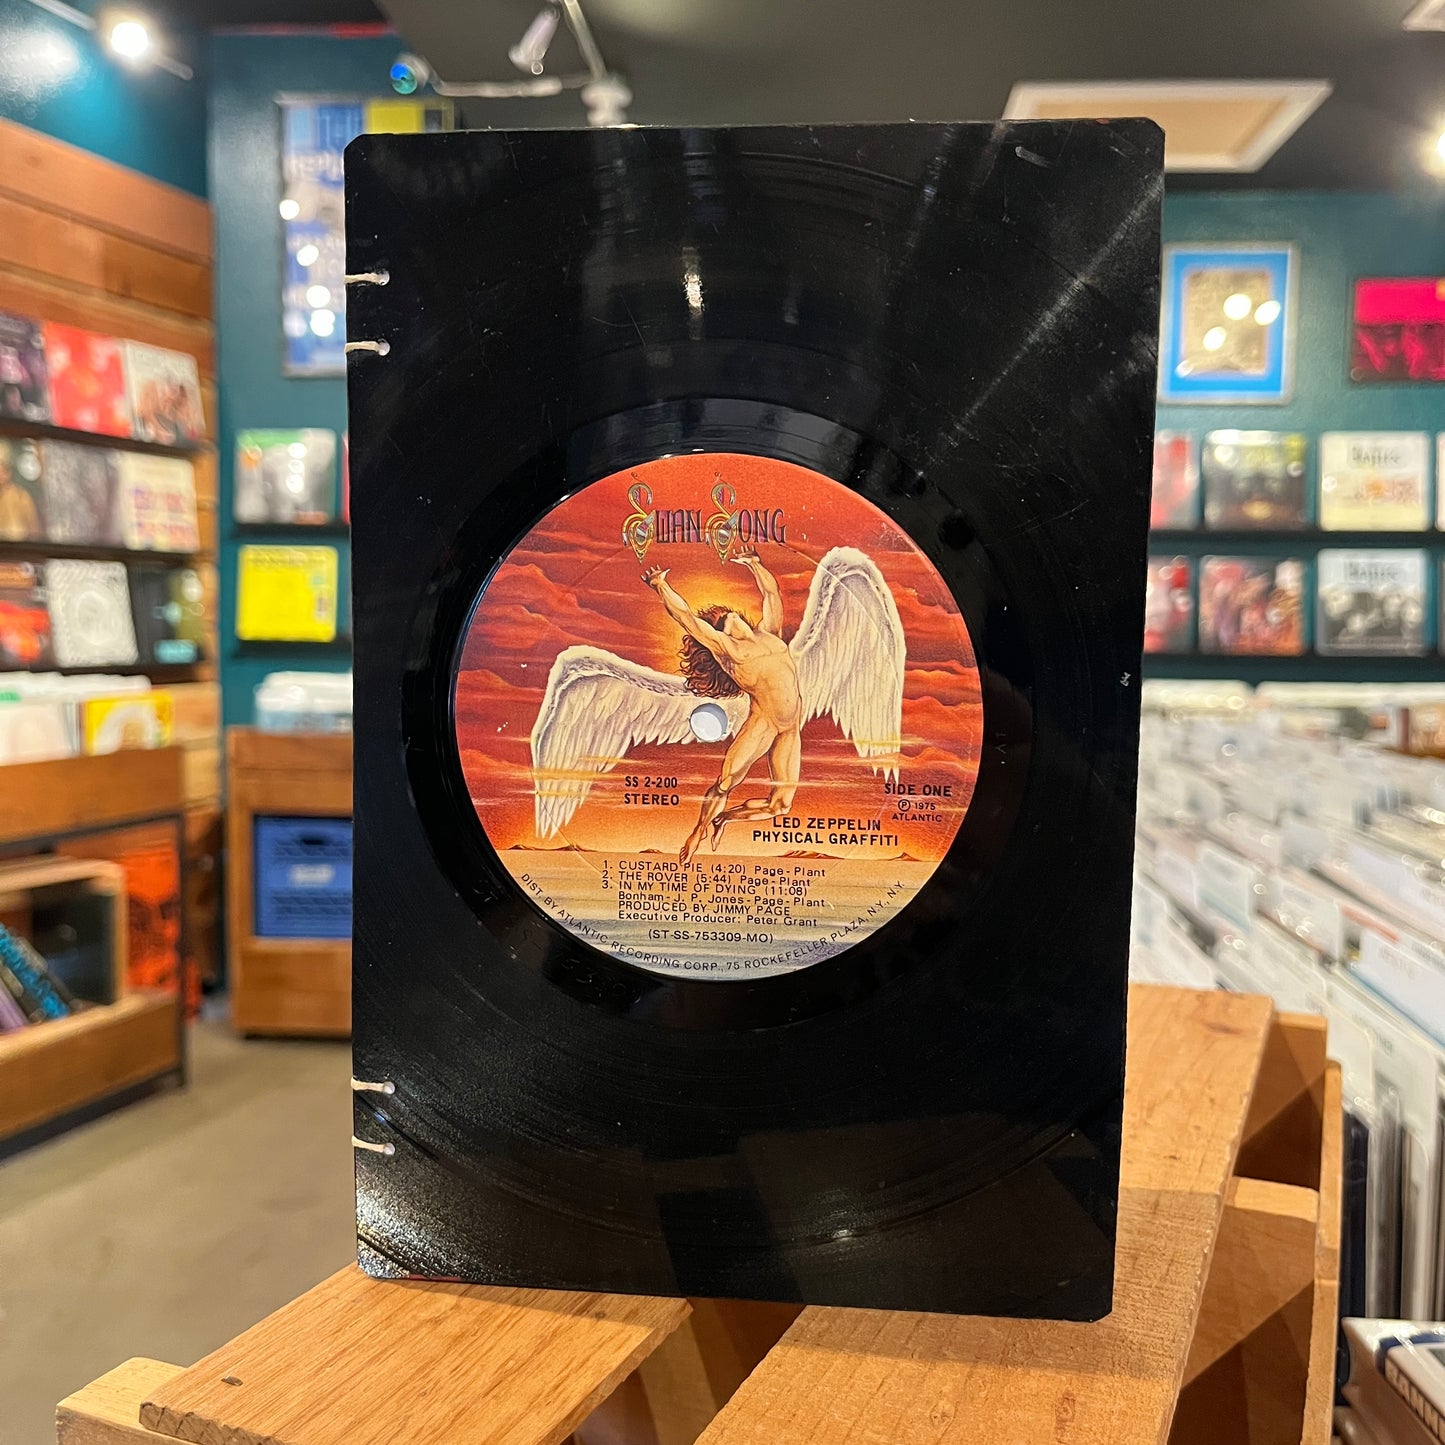 SWAN SONG
SS 2-200
STEREO
SIDE ONE
Ⓟ 1975
ATLANTIC
LED ZEPPELIN
PHYSICAL GRAFFITI
1. CUSTARD PIE (4:20) Page - Plant
2. THE ROVER (5:44) Page - Plant
3. IN MY TIME OF DYING (11:08)
Bonham - J. P. Jones - Page - Plant
PRODUCED BY JIMMY PAGE
Executive Producer: Peter Grant
(ST-SS-753309-MO)
DIST. BY ATLANTIC RECORDING CORP., 75 ROCKEFELLER PLAZA, N.Y., N.Y.